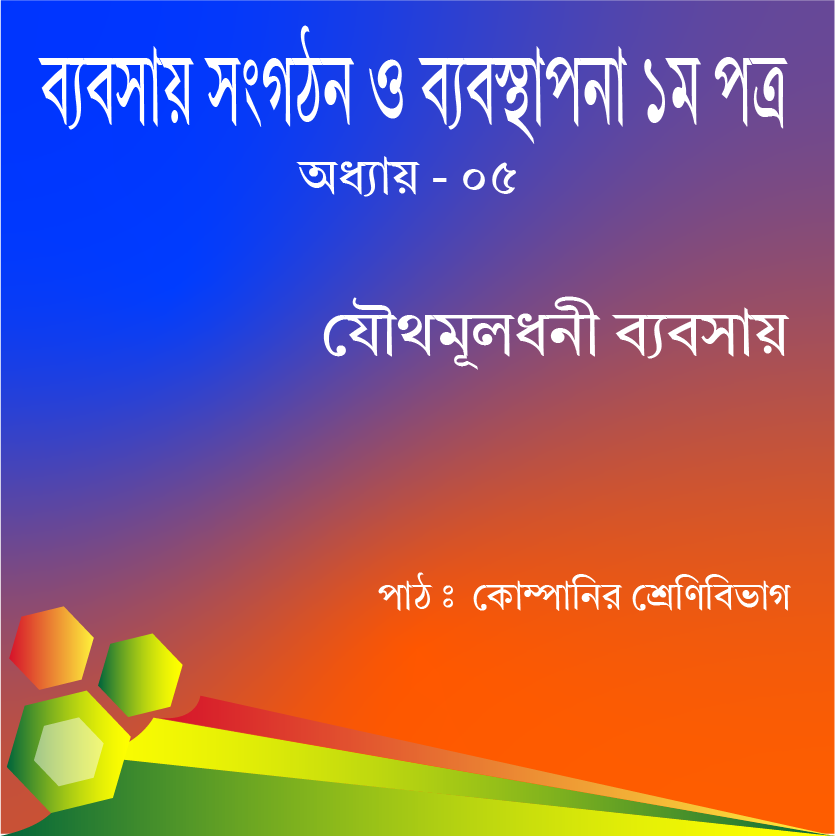 ব্যবসায় সংগঠন ও ব্যবস্থাপনা ১ম পত্র
অধ্যায় - ০৫
যৌথমূলধনী ব্যবসায়
পাঠ ঃ কোম্পানির শ্রেণিবিভাগ